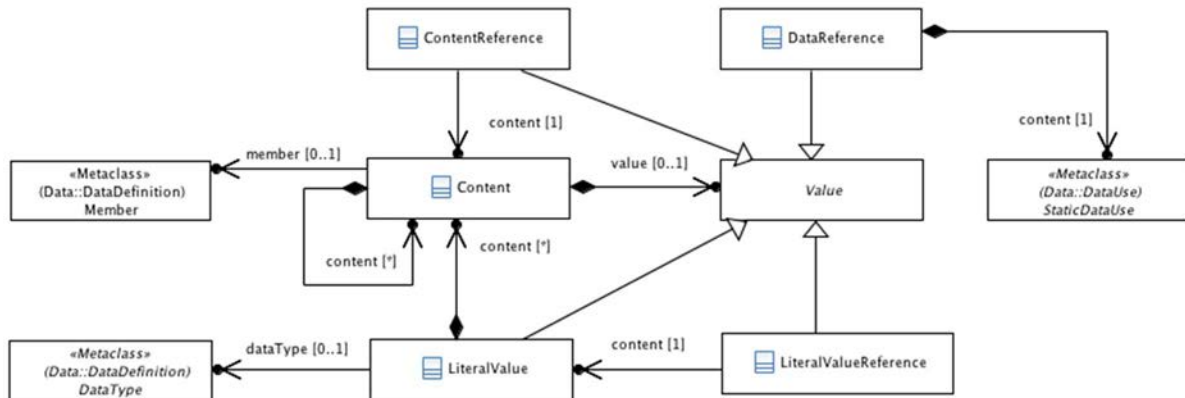 ContentReference
DataReference
content [1]
content [1]
member [0..1]
value [0..1]
«Metaclass»
(Data::DataDefinition)
Member
Content
Value
«Metaclass»
(Data::DataUse)
StaticDataUse
content [*]
content [*]
dataType [0..1]
content [1]
«Metaclass»
(Data::DataDefinition)
DataType
LiteralValue
LiteralValueReference